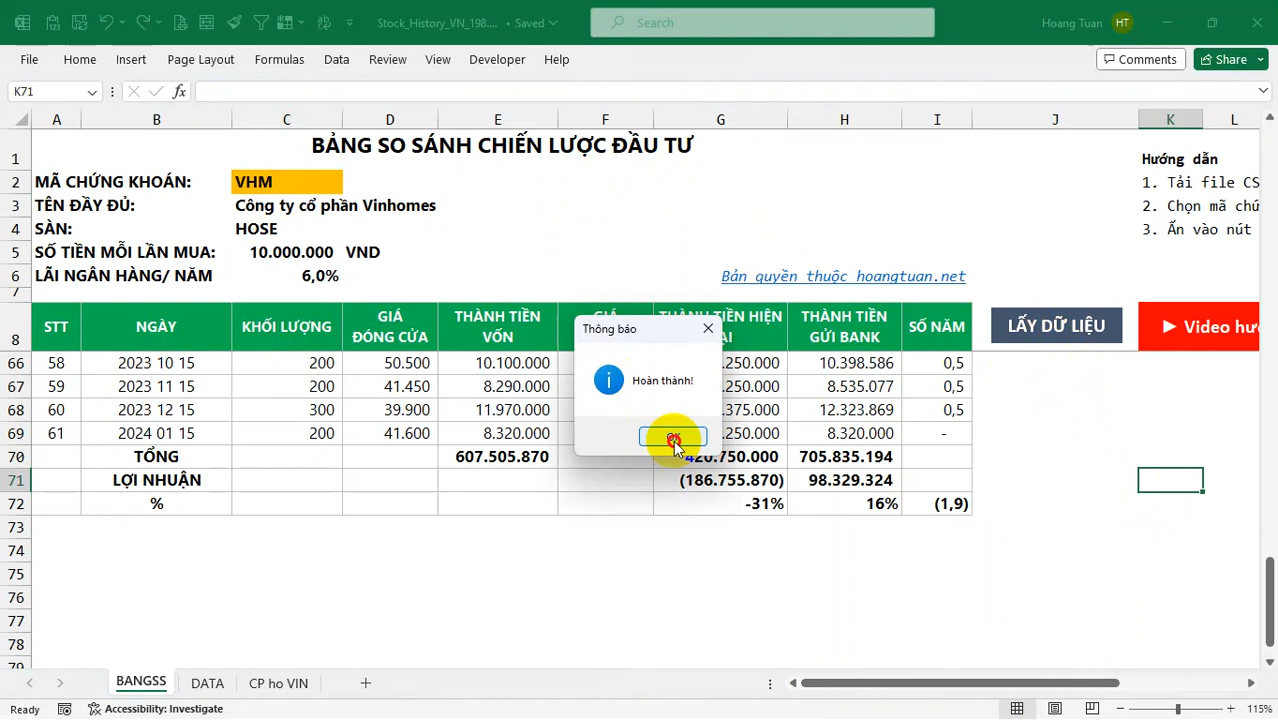 Stock_History_VN_198.... • Saved
Search
Hoang Tuan HT
File Home Insert Page Layout Formulas Data Review View Developer Help Comments Share
K71 fx
A B C D E F G H I J K L
1 BẢNG SO SÁNH CHIẾN LƯỢC ĐẦU TƯ Hướng dẫn
2 MÃ CHỨNG KHOÁN: VHM 1. Tải file CS
3 TÊN ĐẦY ĐỦ: Công ty cổ phần Vinhomes 2. Chọn mã chứ
4 SÀN: HOSE 3. Ấn vào nút
5 SỐ TIỀN MỖI LẦN MUA: 10.000.000 VND
6 LÃI NGÂN HÀNG/ NĂM 6,0% Bản quyền thuộc hoangtuan.net
7
8 STT NGÀY KHỐI LƯỢNG GIÁ ĐÓNG CỬA THÀNH TIỀN VỐN GIÁ THÀNH TIỀN HIỆN THÀNH TIỀN GỬI BANK SỐ NĂM LẤY DỮ LIỆU ▶ Video hướ
66 58 2023 10 15 200 50.500 10.100.000 250.000 10.398.586 0,5
67 59 2023 11 15 200 41.450 8.290.000 250.000 8.535.077 0,5
68 60 2023 12 15 300 39.900 11.970.000 375.000 12.323.869 0,5
69 61 2024 01 15 200 41.600 8.320.000 250.000 8.320.000 -
70 TỔNG 607.505.870 420.750.000 705.835.194
71 LỢI NHUẬN (186.755.870) 98.329.324
72 % -31% 16% (1,9)
73
74
75
76
77
78
79
Thông báo
Hoàn thành!
BANGSS DATA CP ho VIN
Ready Accessibility: Investigate 115%